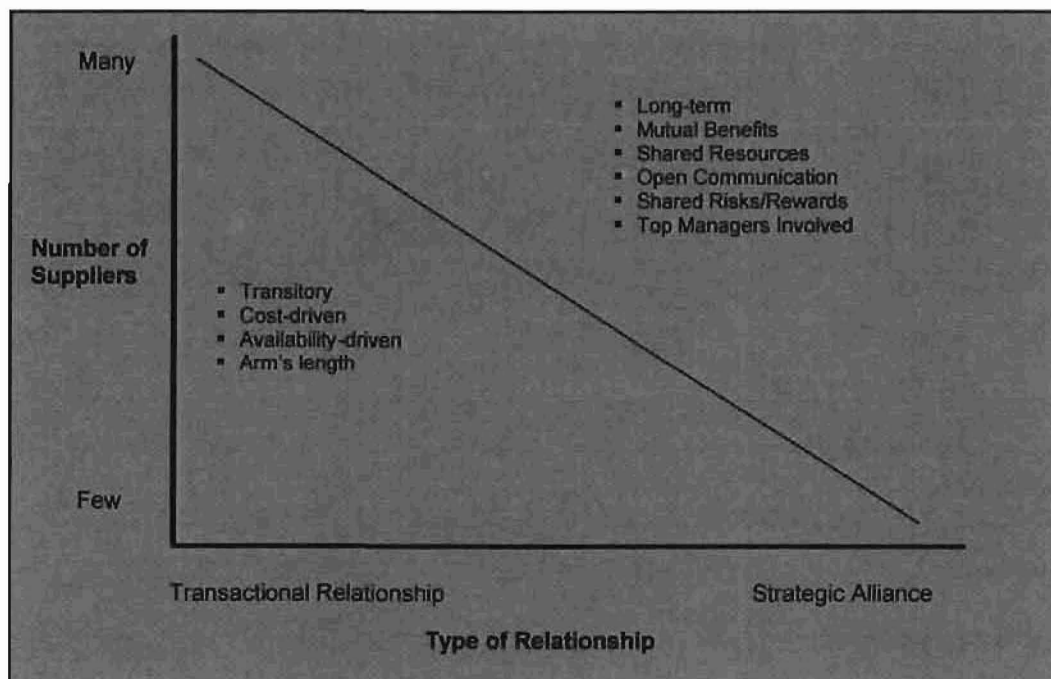 Many
▪ Long-term
▪ Mutual Benefits
▪ Shared Resources
▪ Open Communication
▪ Shared Risks/Rewards
▪ Top Managers Involved
Number of
Suppliers
▪ Transitory
▪ Cost-driven
▪ Availability-driven
▪ Arm's length
Few
Transactional Relationship
Strategic Alliance
Type of Relationship